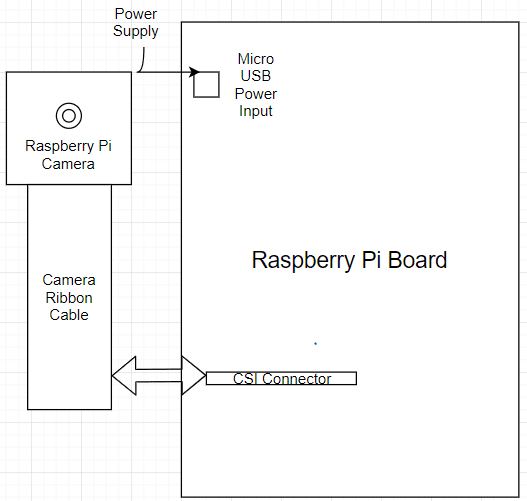 Power
Supply
Micro
USB
Power
Input
Raspberry Pi
Camera
Raspberry Pi Board
Camera
Ribbon
Cable
CSI Connector